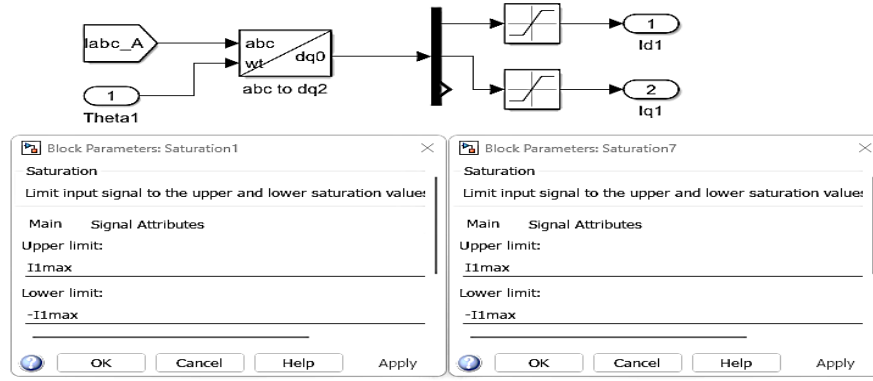 Iabc_A
abc
wt
dq0
abc to dq2
1
Theta1
1
Id1
2
Iq1
Block Parameters: Saturation1
Saturation
Limit input signal to the upper and lower saturation values
Main Signal Attributes
Upper limit:
I1max
Lower limit:
-I1max
OK Cancel Help Apply
Block Parameters: Saturation7
Saturation
Limit input signal to the upper and lower saturation values
Main Signal Attributes
Upper limit:
I1max
Lower limit:
-I1max
OK Cancel Help Apply